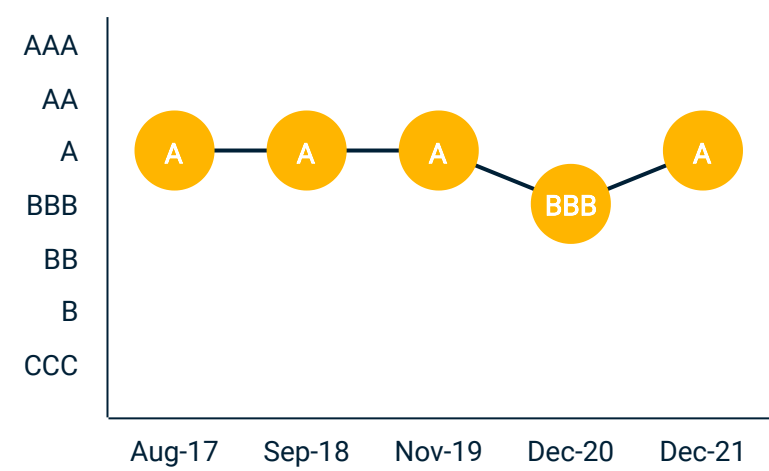 AAA
AA
A
A A A A
BBB
BBB
BB
B
CCC
Aug-17 Sep-18 Nov-19 Dec-20 Dec-21